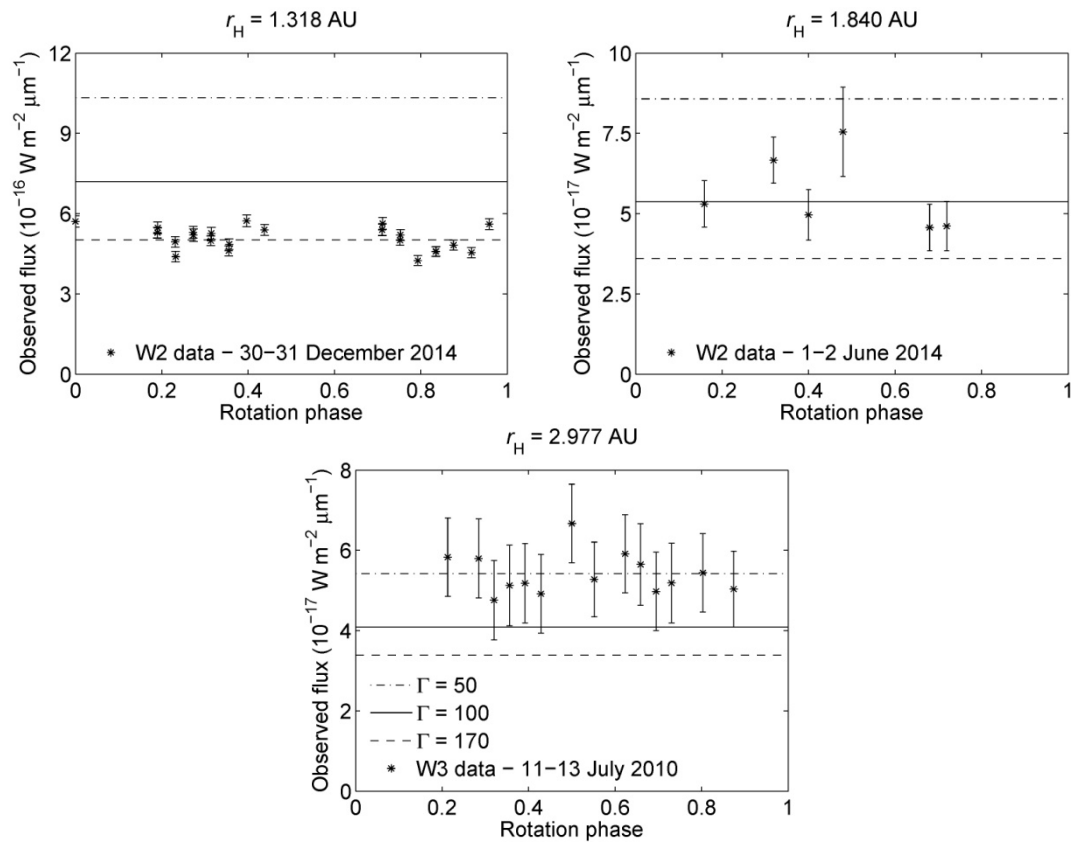 r_H = 1.318 AU
Observed flux (10⁻¹⁶ W m⁻² μm⁻¹)
12
9
6
3
0
0.2
0.4
0.6
0.8
1
W2 data − 30−31 December 2014
Rotation phase
r_H = 1.840 AU
Observed flux (10⁻¹⁷ W m⁻² μm⁻¹)
10
7.5
5
2.5
0
0
0.2
0.4
0.6
0.8
1
W2 data − 1−2 June 2014
Rotation phase
r_H = 2.977 AU
Observed flux (10⁻¹⁷ W m⁻² μm⁻¹)
8
6
4
2
0
0
0.2
0.4
0.6
0.8
1
Γ = 50
Γ = 100
Γ = 170
W3 data − 11−13 July 2010
Rotation phase